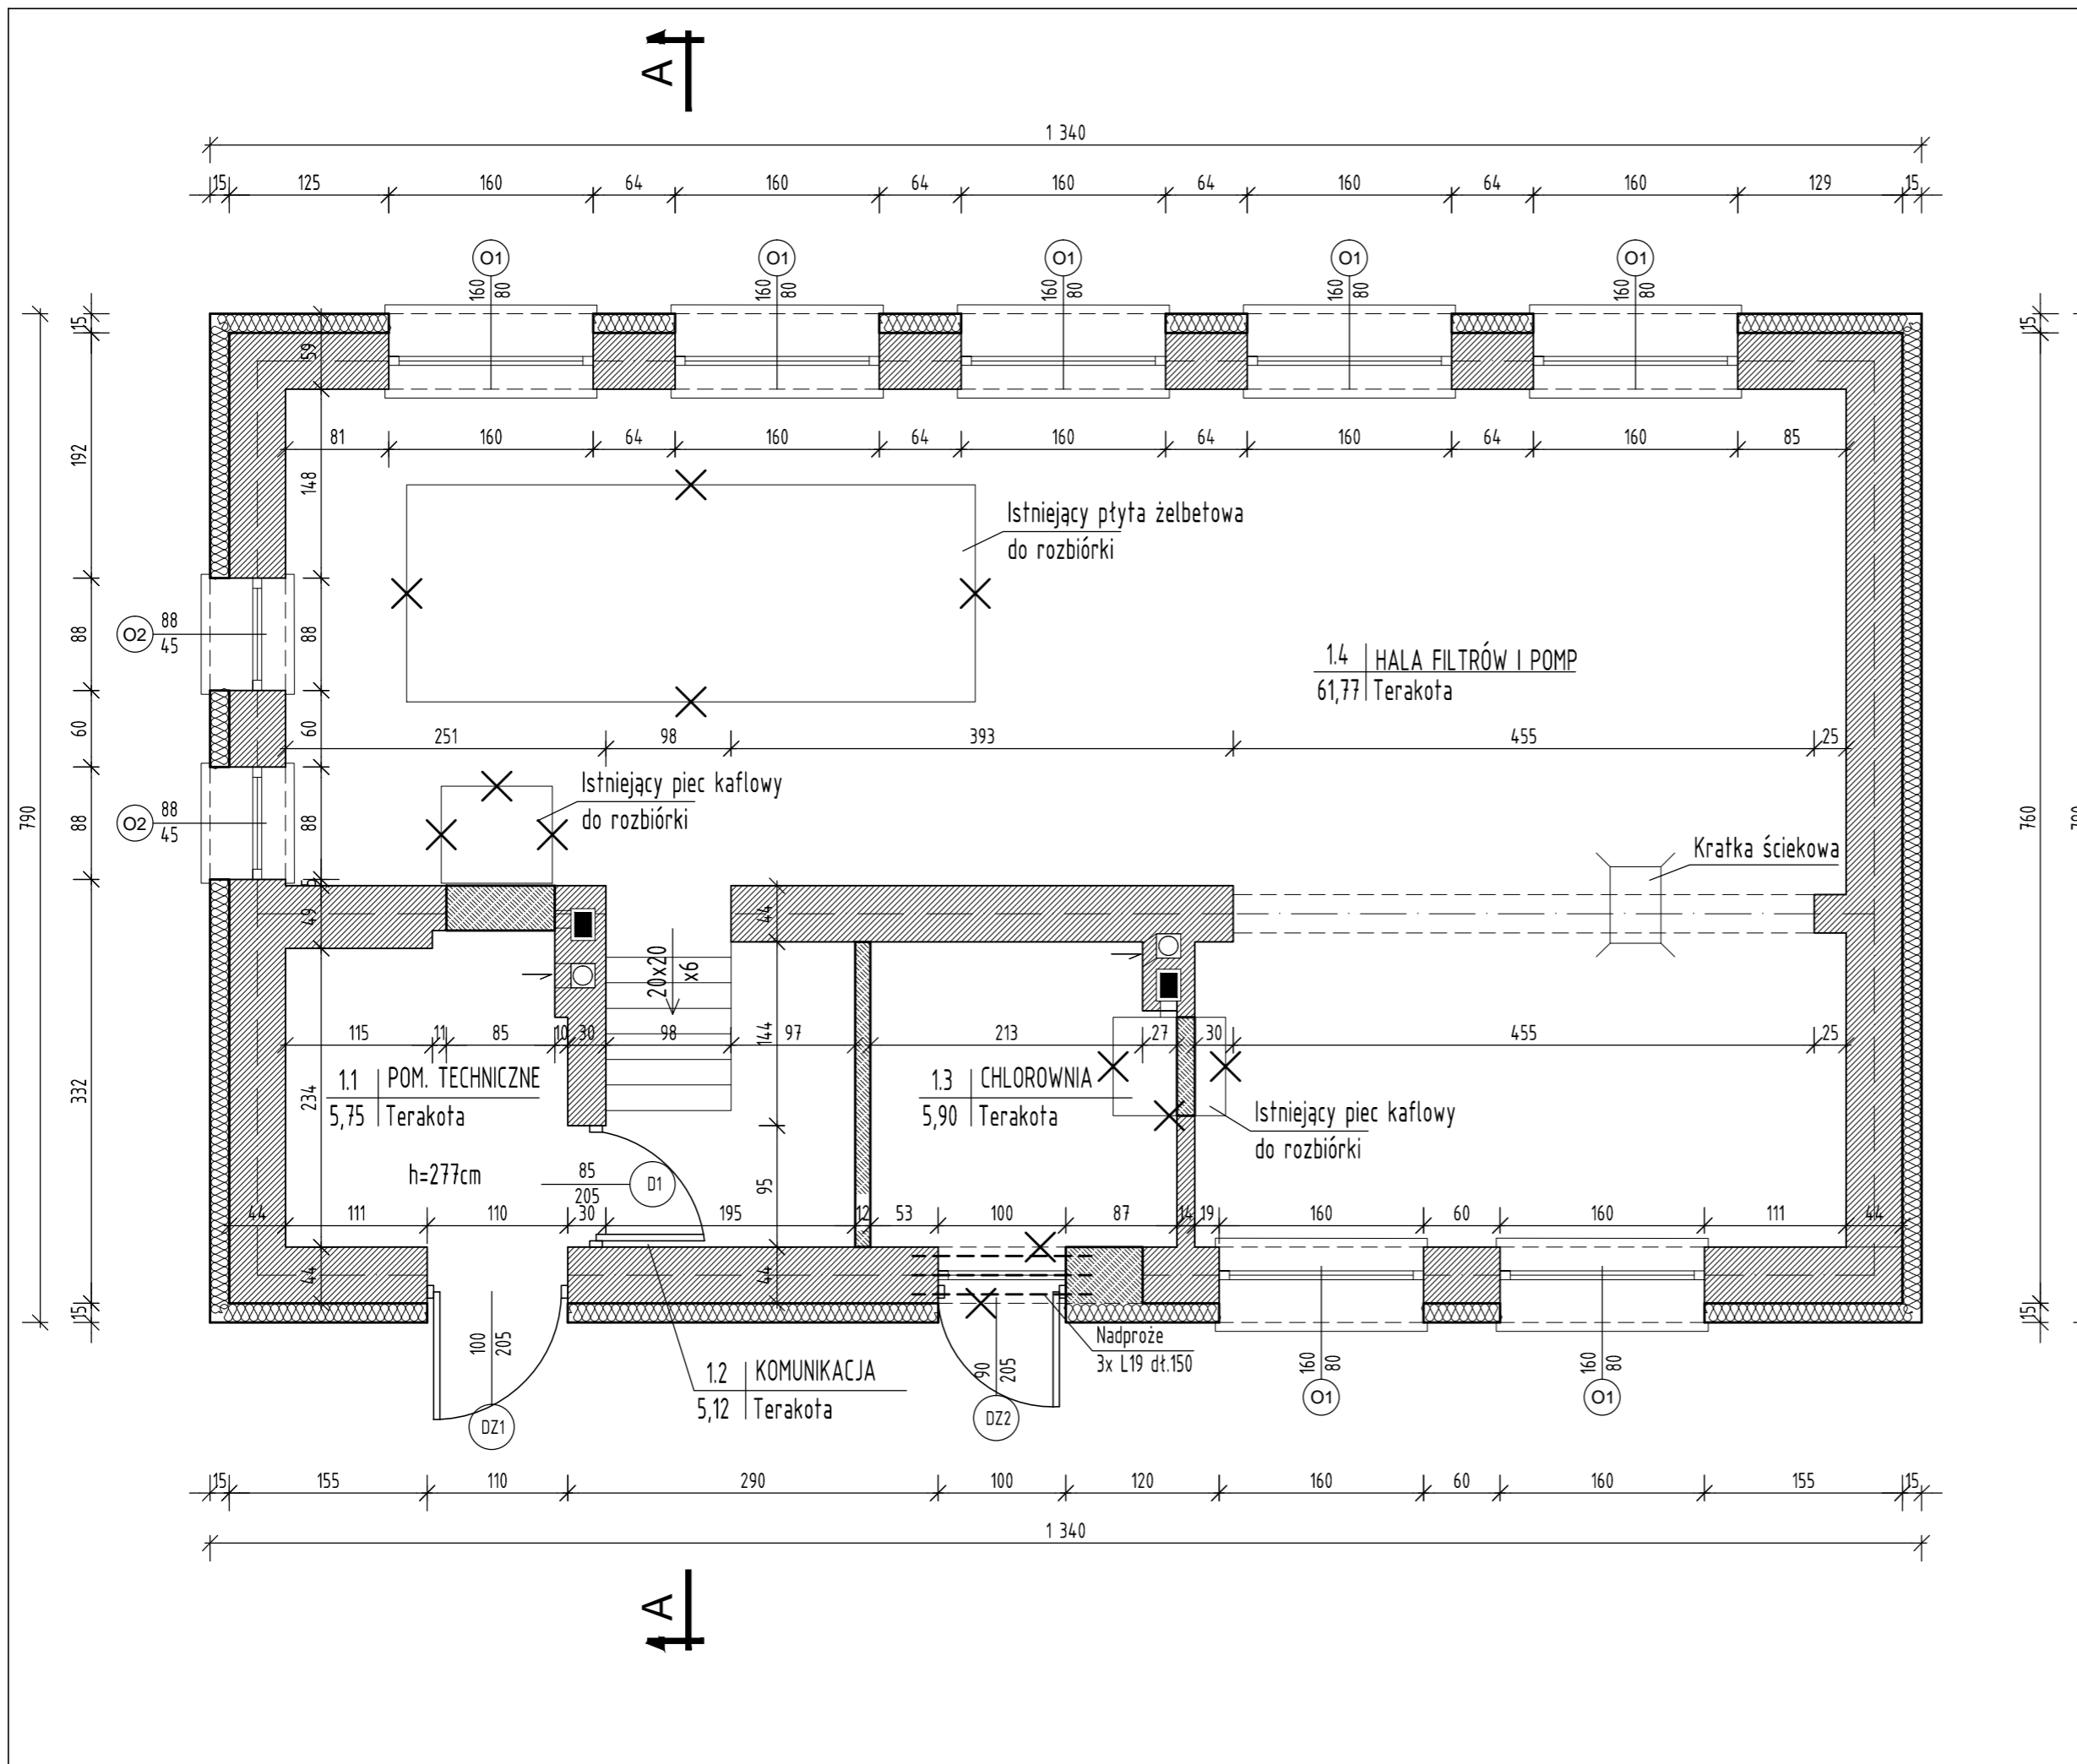 A
1 340
15 125 160 64 160 64 160 64 160 64 160 129 15
O1 O1 O1 O1 O1
160 80 160 80 160 80 160 80 160 80
15 59 15
81 160 64 160 64 160 64 160 64 160 85
192 148
Istniejący płyta żelbetowa
do rozbiórki
O2 88 45
88 88
1.4 HALA FILTRÓW I POMP
61,77 Terakota
60 60
251 98 393 455 25
Istniejący piec kaflowy
do rozbiórki
790 760
O2 88 45
88 88
Kratka ściekowa
5
49 44
20x20
x6
115 11 85 10 30 98 97 144 213 27 30 455 25
332 234
1.1 POM. TECHNICZNE
5,75 Terakota
1.3 CHLOROWNIA
5,90 Terakota
Istniejący piec kaflowy
do rozbiórki
h=277cm
85
205
D1
95
44 111 110 30 195 12 53 100 87 14 19 160 60 160 111 44
44 44
15 15
100 205
90 205
Nadproże
3x L19 dł.150
160 80 160 80
1.2 KOMUNIKACJA
5,12 Terakota
DZ1 DZ2 O1 O1
15 155 110 290 100 120 160 60 160 155 15
1 340
A